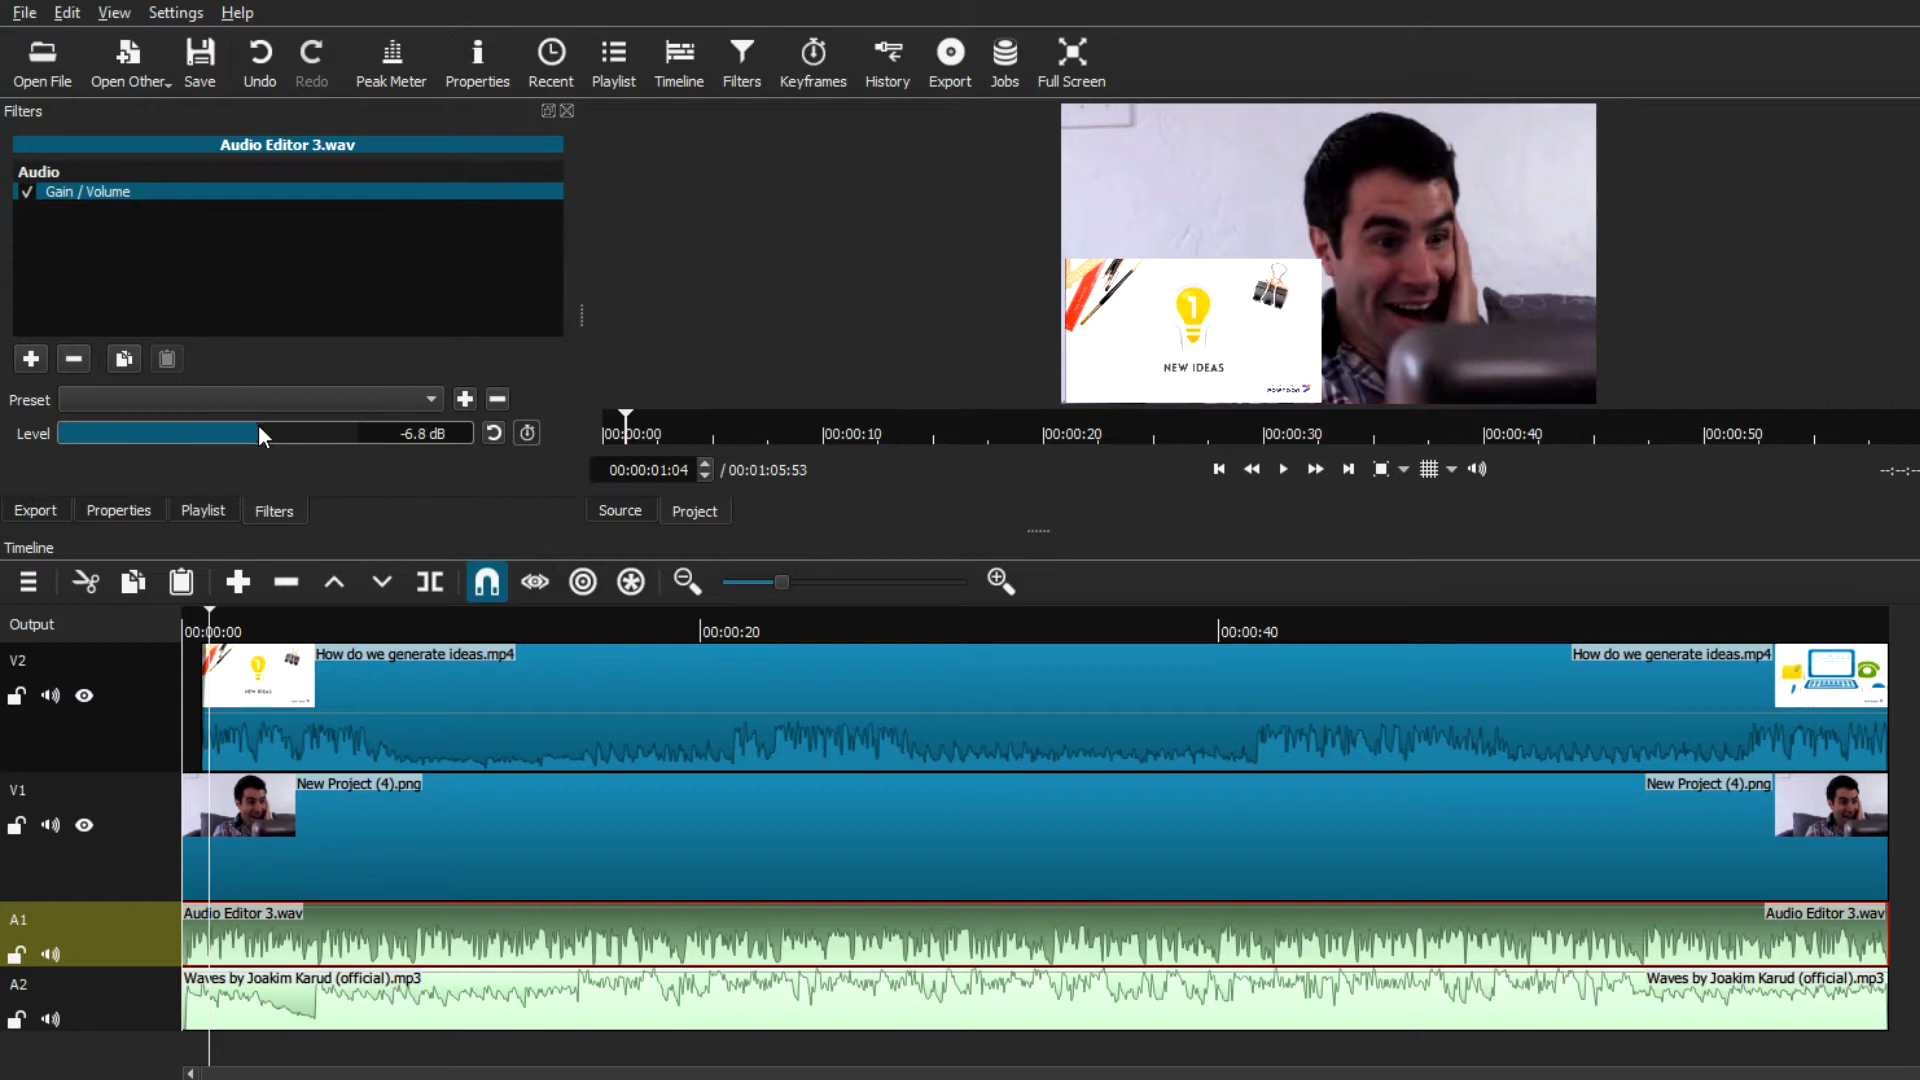 File Edit View Settings Help
Open File Open Other... Save Undo Redo Peak Meter Properties Recent Playlist Timeline Filters Keyframes History Export Jobs Full Screen
Filters
Audio Editor 3.wav
Audio
Gain / Volume
1
NEW IDEAS
Preset
Level -6.8 dB
00:00:00 00:00:10 00:00:20 00:00:30 00:00:40 00:00:50
00:00:01:04 / 00:01:05:53 --:--:--
Export Properties Playlist Filters Source Project
Timeline
Output 00:00:00 00:00:20 00:00:40
V2 How do we generate ideas.mp4 How do we generate ideas.mp4
1
NEW IDEAS
V1 New Project (4).png New Project (4).png
A1 Audio Editor 3.wav Audio Editor 3.wav
A2 Waves by Joakim Karud (official).mp3 Waves by Joakim Karud (official).mp3